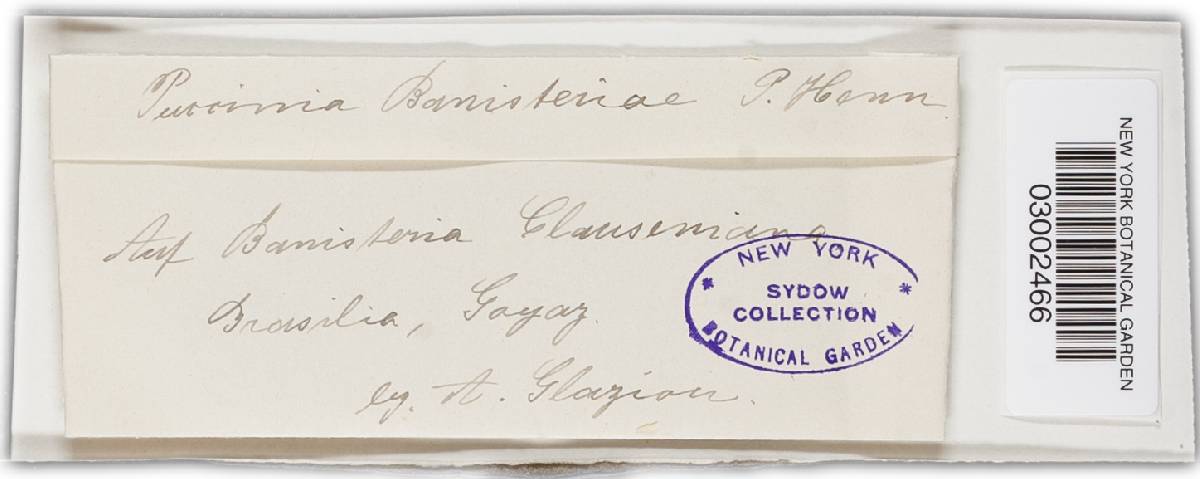 Puccinia Banisteriae P. Henn
Auf Banisteria Clauseniana
Brasilia, Goyaz.
leg. A. Glaziou.
NEW YORK
* SYDOW *
COLLECTION
BOTANICAL GARDEN
NEW YORK BOTANICAL GARDEN
03002466